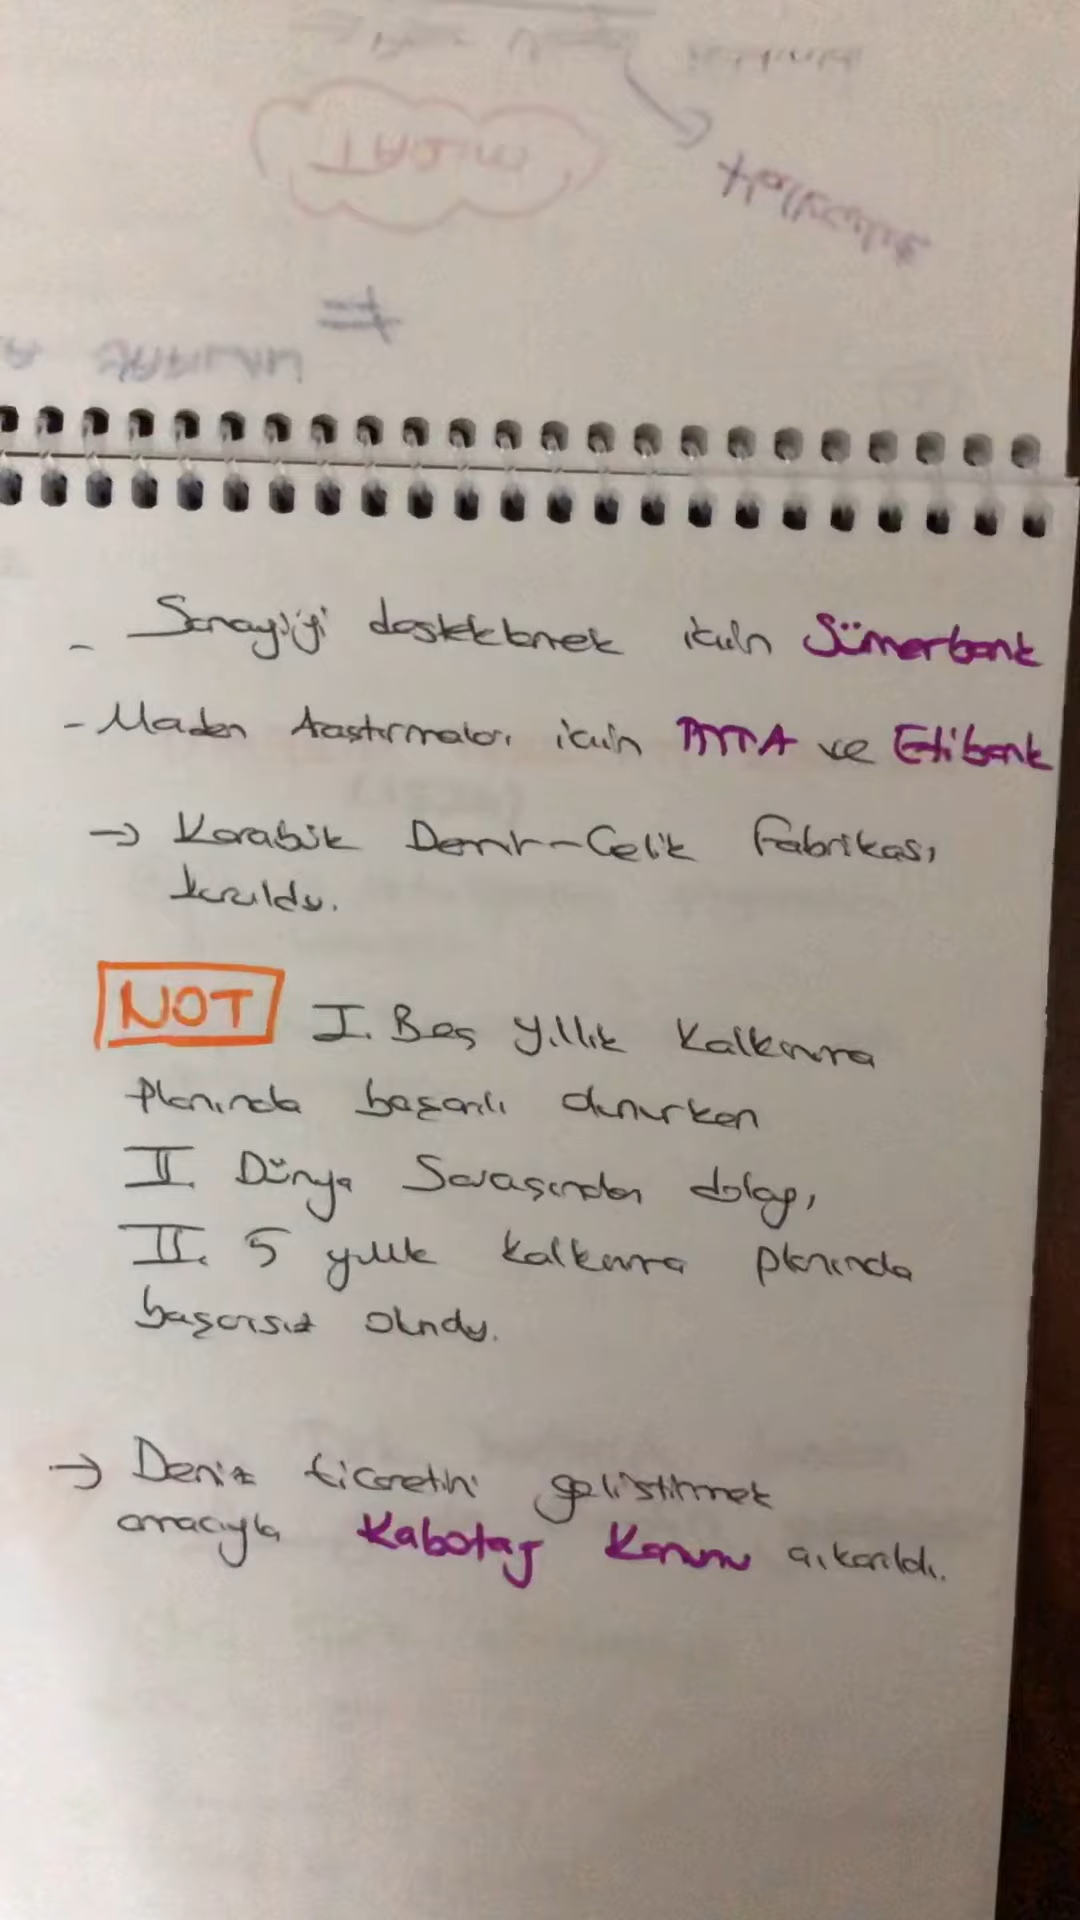 Halkçılık
- Sanayiyi desteklemek için Sümerbank
- Maden Araştırmaları için MTA ve Etibank
→ Karabük Demir-Çelik Fabrikası
kuruldu.
NOT I. Beş Yıllık Kalkınma
planında başarılı olunurken
II. Dünya Savaşından dolayı,
II. 5 yıllık kalkınma planında
başarısız olundu.
→ Deniz ticaretini geliştirmek
amacıyla Kabotaj Kanunu çıkarıldı.